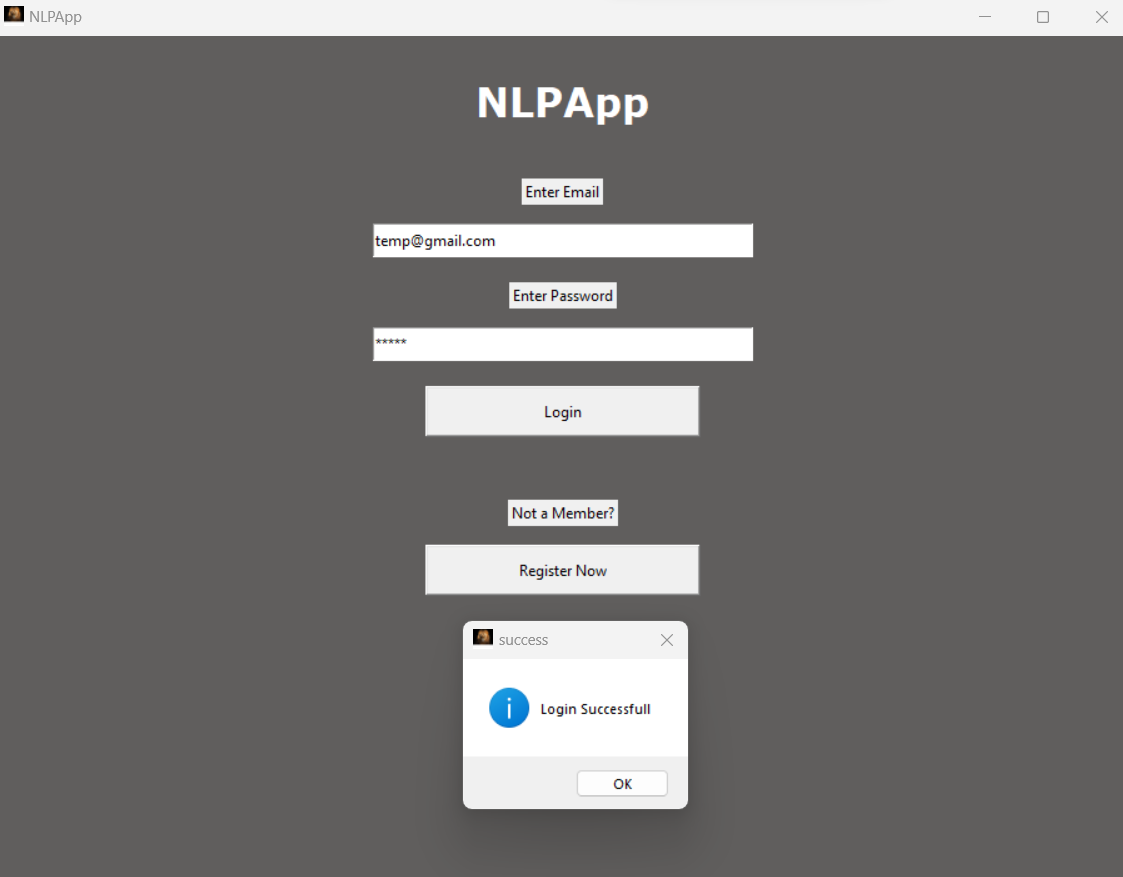 NLPApp
NLPApp
Enter Email
temp@gmail.com
Enter Password
*****
Login
Not a Member?
Register Now
success
i
Login Successfull
OK